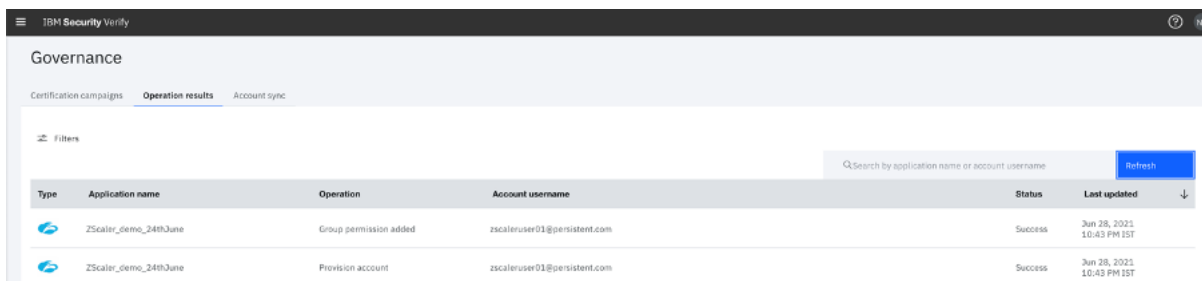 IBM Security Verify
Governance
Certification campaigns Operation results Account sync
Filters
Search by application name or account username Refresh
Type Application name Operation Account username Status Last updated
ZScaler_demo_24thJune Group permission added zscaleruser01@persistent.com Success Jun 28, 2021
10:43 PM IST
ZScaler_demo_24thJune Provision account zscaleruser01@persistent.com Success Jun 28, 2021
10:43 PM IST